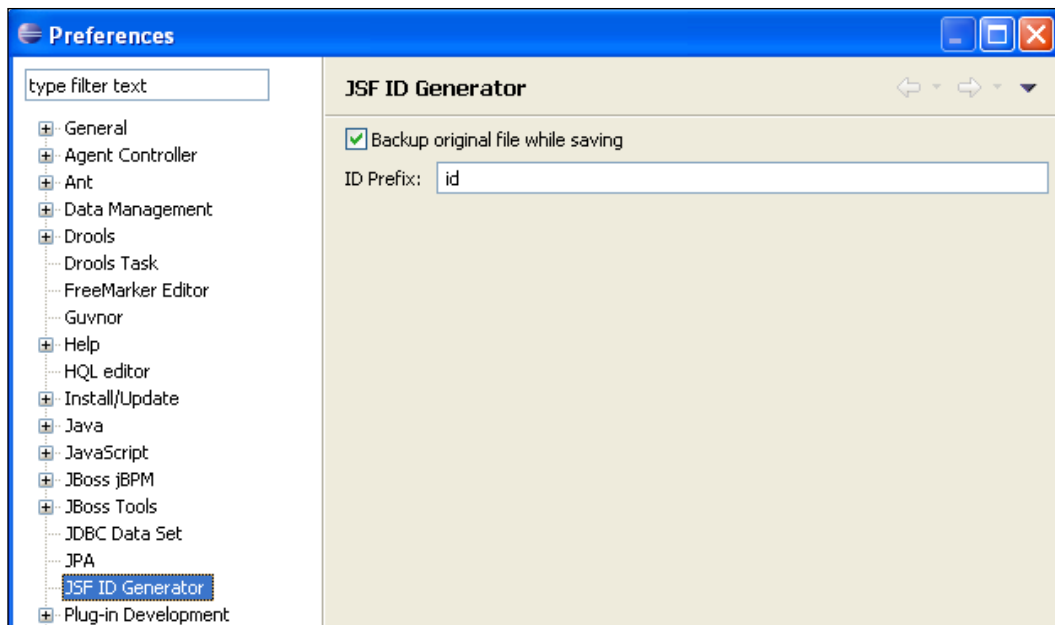 Preferences
type filter text
General
Agent Controller
Ant
Data Management
Drools
Drools Task
FreeMarker Editor
Guvnor
Help
HQL editor
Install/Update
Java
JavaScript
JBoss jBPM
JBoss Tools
JDBC Data Set
JPA
JSF ID Generator
Plug-in Development
JSF ID Generator
Backup original file while saving
ID Prefix: id